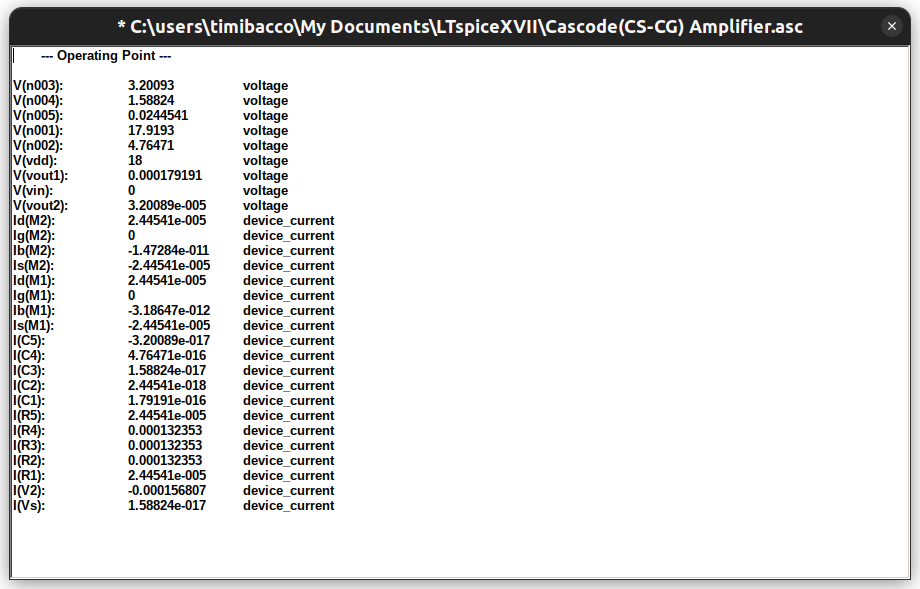 * C:\users\timibacco\My Documents\LTspiceXVII\Cascode(CS-CG) Amplifier.asc
--- Operating Point ---
V(n003): 3.20093 voltage
V(n004): 1.58824 voltage
V(n005): 0.0244541 voltage
V(n001): 17.9193 voltage
V(n002): 4.76471 voltage
V(vdd): 18 voltage
V(vout1): 0.000179191 voltage
V(vin): 0 voltage
V(vout2): 3.20089e-005 voltage
Id(M2): 2.44541e-005 device_current
Ig(M2): 0 device_current
Ib(M2): -1.47284e-011 device_current
Is(M2): -2.44541e-005 device_current
Id(M1): 2.44541e-005 device_current
Ig(M1): 0 device_current
Ib(M1): -3.18647e-012 device_current
Is(M1): -2.44541e-005 device_current
I(C5): -3.20089e-017 device_current
I(C4): 4.76471e-016 device_current
I(C3): 1.58824e-017 device_current
I(C2): 2.44541e-018 device_current
I(C1): 1.79191e-016 device_current
I(R5): 2.44541e-005 device_current
I(R4): 0.000132353 device_current
I(R3): 0.000132353 device_current
I(R2): 0.000132353 device_current
I(R1): 2.44541e-005 device_current
I(V2): -0.000156807 device_current
I(Vs): 1.58824e-017 device_current